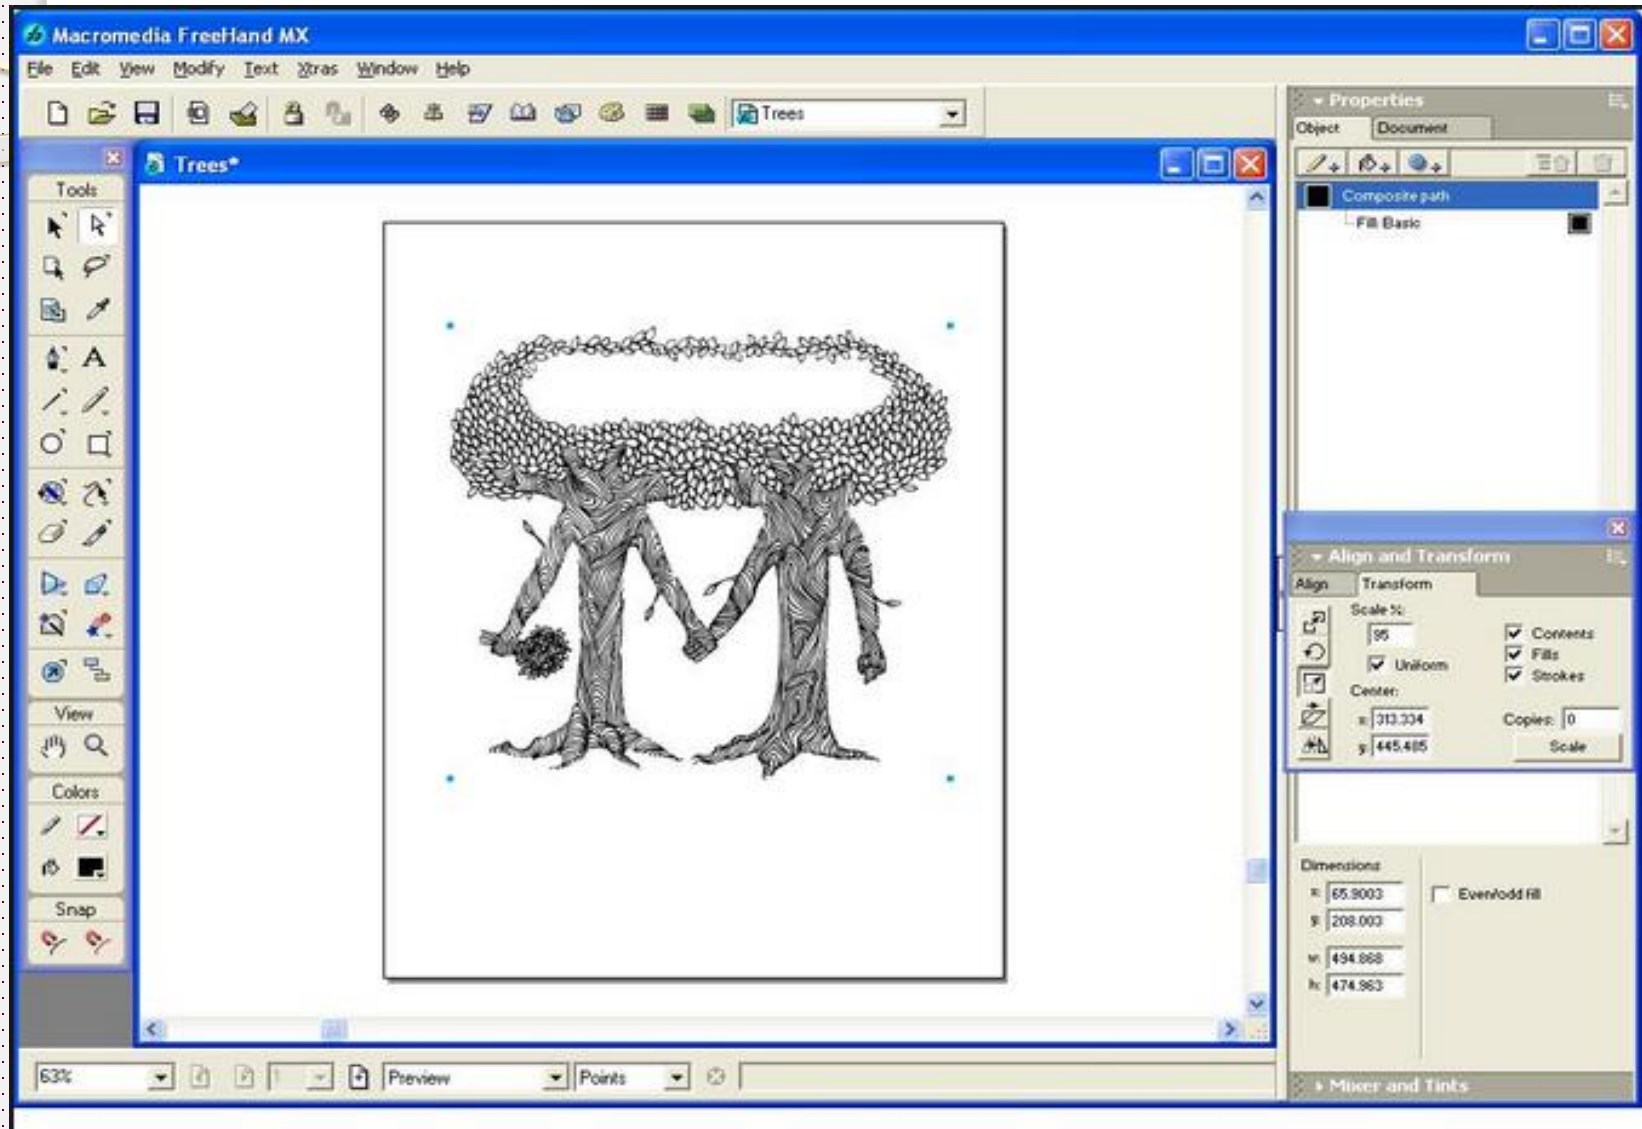 Macromedia FreeHand MX
File Edit View Modify Text Xtras Window Help
Trees
Properties
Object Document
Composite path
Fill: Basic
Trees*
Tools
A
View
Colors
Snap
Align and Transform
Align Transform
Scale %:
95
Uniform
Contents
Fills
Strokes
Center:
x: 313.334
y: 445.485
Copies: 0
Scale
Dimensions
x: 65.9003
y: 208.003
w: 494.868
h: 474.963
Even/odd fill
63% 1 Preview Points
Mixer and Tints